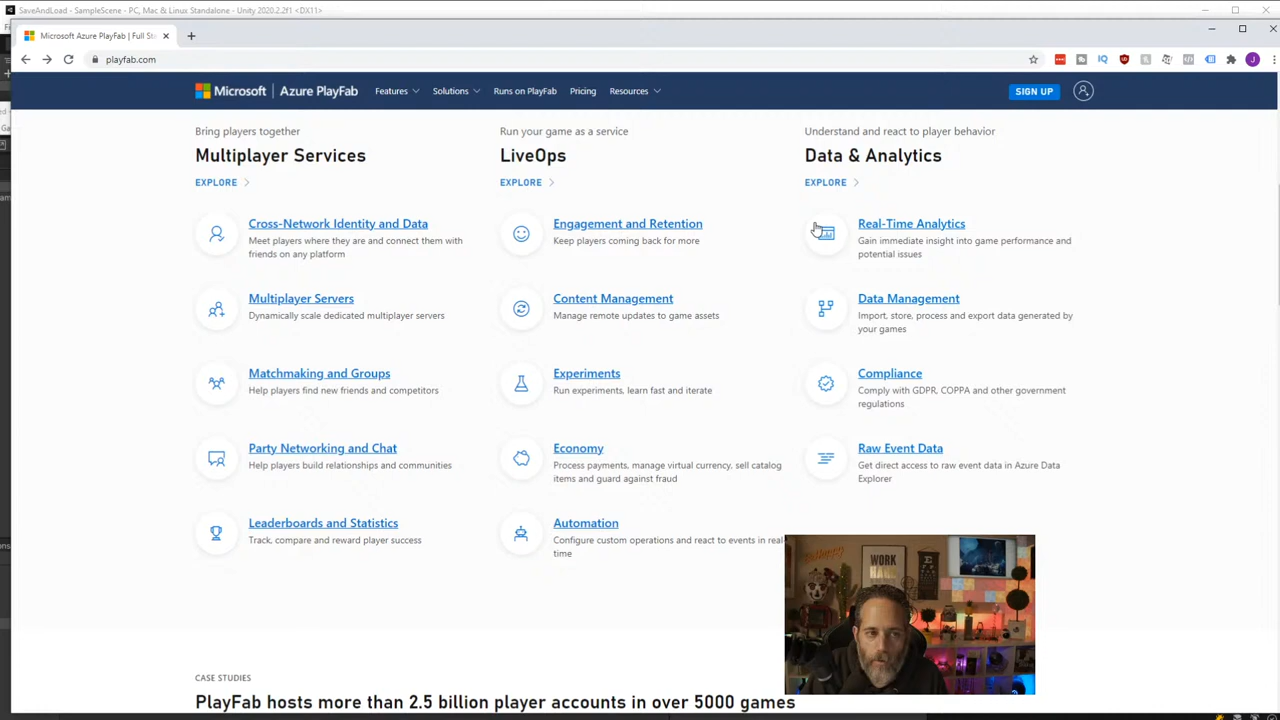 SaveAndLoad - SampleScene - PC, Mac & Linux Standalone - Unity 2020.2.2f1 <DX11>
Microsoft Azure PlayFab | Full St
playfab.com
Microsoft | Azure PlayFab
Features
Solutions
Runs on PlayFab
Pricing
Resources
SIGN UP
Bring players together
Multiplayer Services
EXPLORE
Cross-Network Identity and Data
Meet players where they are and connect them with
friends on any platform
Multiplayer Servers
Dynamically scale dedicated multiplayer servers
Matchmaking and Groups
Help players find new friends and competitors
Party Networking and Chat
Help players build relationships and communities
Leaderboards and Statistics
Track, compare and reward player success
Run your game as a service
LiveOps
EXPLORE
Engagement and Retention
Keep players coming back for more
Content Management
Manage remote updates to game assets
Experiments
Run experiments, learn fast and iterate
Economy
Process payments, manage virtual currency, sell catalog
items and guard against fraud
Automation
Configure custom operations and react to events in real-
time
Understand and react to player behavior
Data & Analytics
EXPLORE
Real-Time Analytics
Gain immediate insight into game performance and
potential issues
Data Management
Import, store, process and export data generated by
your games
Compliance
Comply with GDPR, COPPA and other government
regulations
Raw Event Data
Get direct access to raw event data in Azure Data
Explorer
WORK
HARD
CASE STUDIES
PlayFab hosts more than 2.5 billion player accounts in over 5000 games